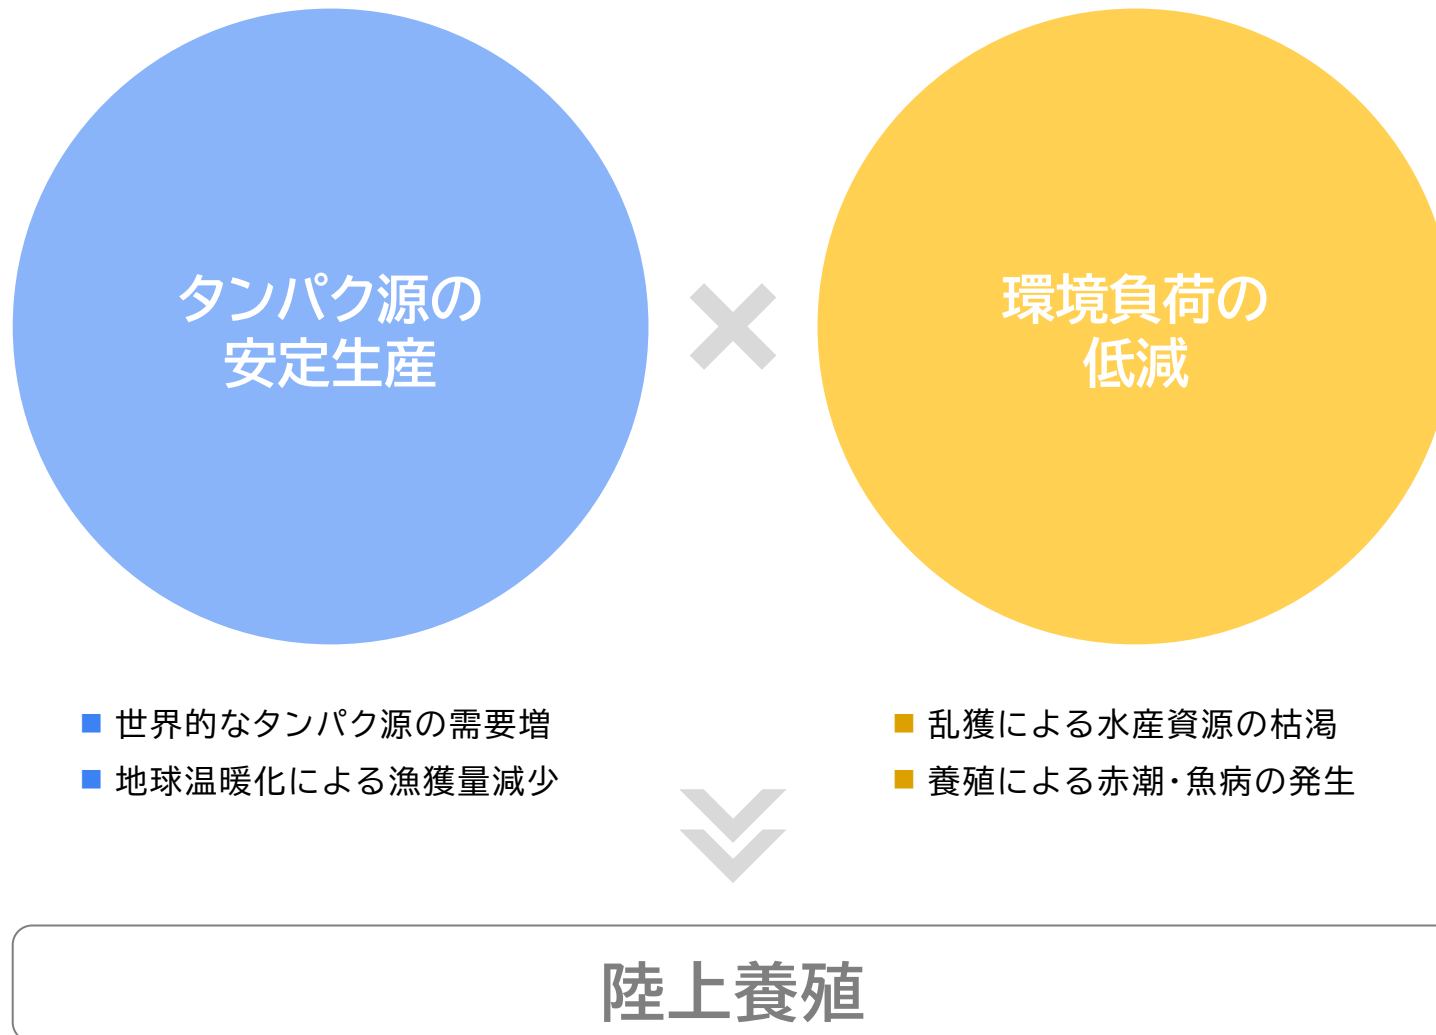 タンパク源の
安定生産
環境負荷の
低減
世界的なタンパク源の需要増
地球温暖化による漁獲量減少
乱獲による水産資源の枯渇
養殖による赤潮・魚病の発生
陸上養殖